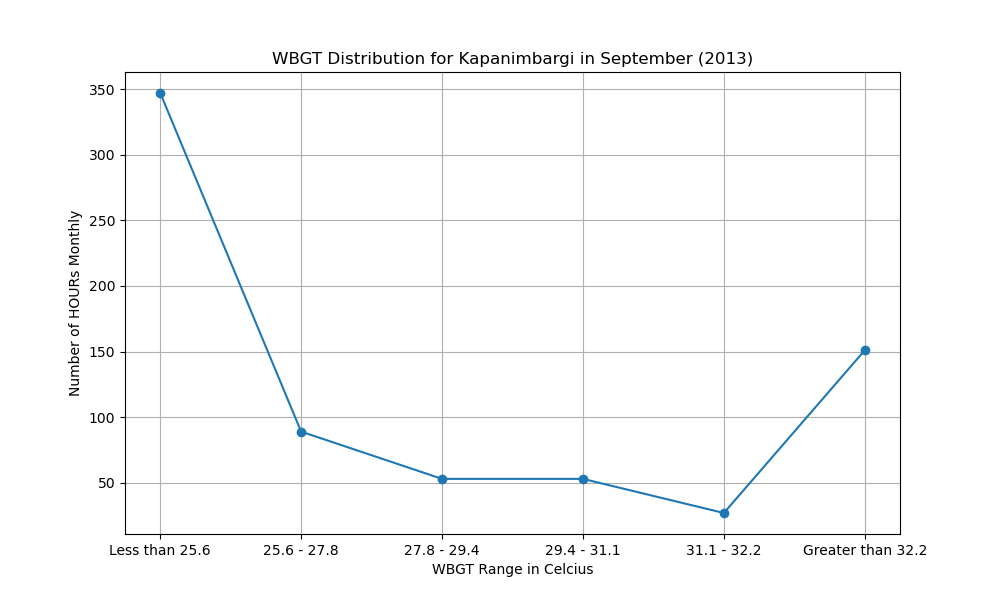 WBGT Distribution for Kapanimbargi in September (2013)
Number of HOURs Monthly
350
300
250
200
150
100
50
Less than 25.6
25.6 - 27.8
27.8 - 29.4
29.4 - 31.1
31.1 - 32.2
Greater than 32.2
WBGT Range in Celcius